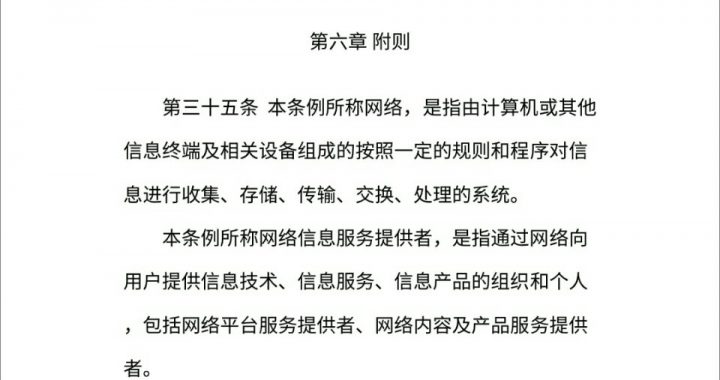 第六章 附则
第三十五条 本条例所称网络，是指由计算机或其他
信息终端及相关设备组成的按照一定的规则和程序对信
息进行收集、存储、传输、交换、处理的系统。
本条例所称网络信息服务提供者，是指通过网络向
用户提供信息技术、信息服务、信息产品的组织和个人
，包括网络平台服务提供者、网络内容及产品服务提供
者。